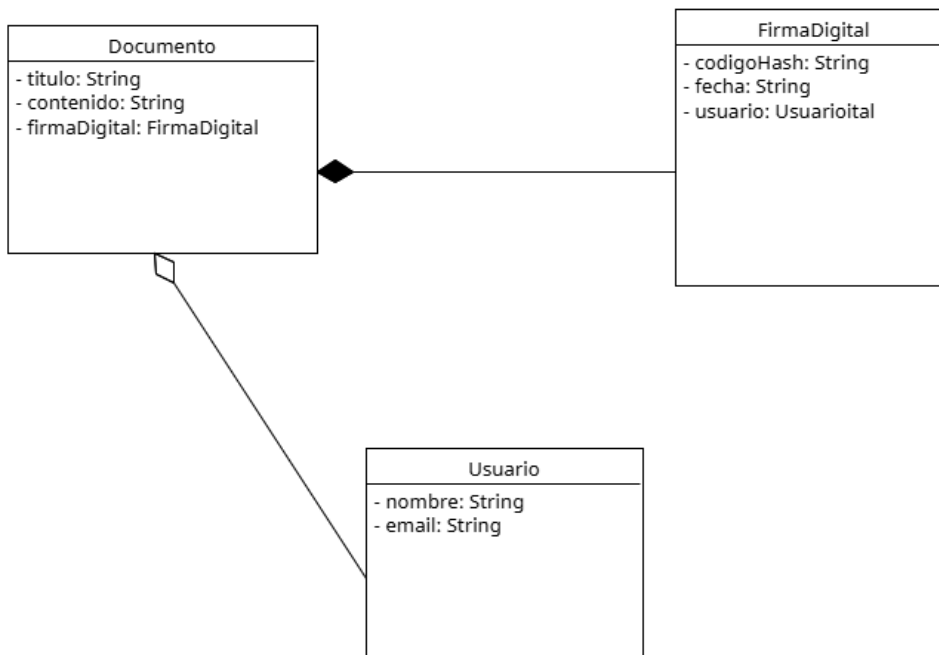 Documento
- titulo: String
- contenido: String
- firmaDigital: FirmaDigital
FirmaDigital
- codigoHash: String
- fecha: String
- usuario: Usuarioital
Usuario
- nombre: String
- email: String